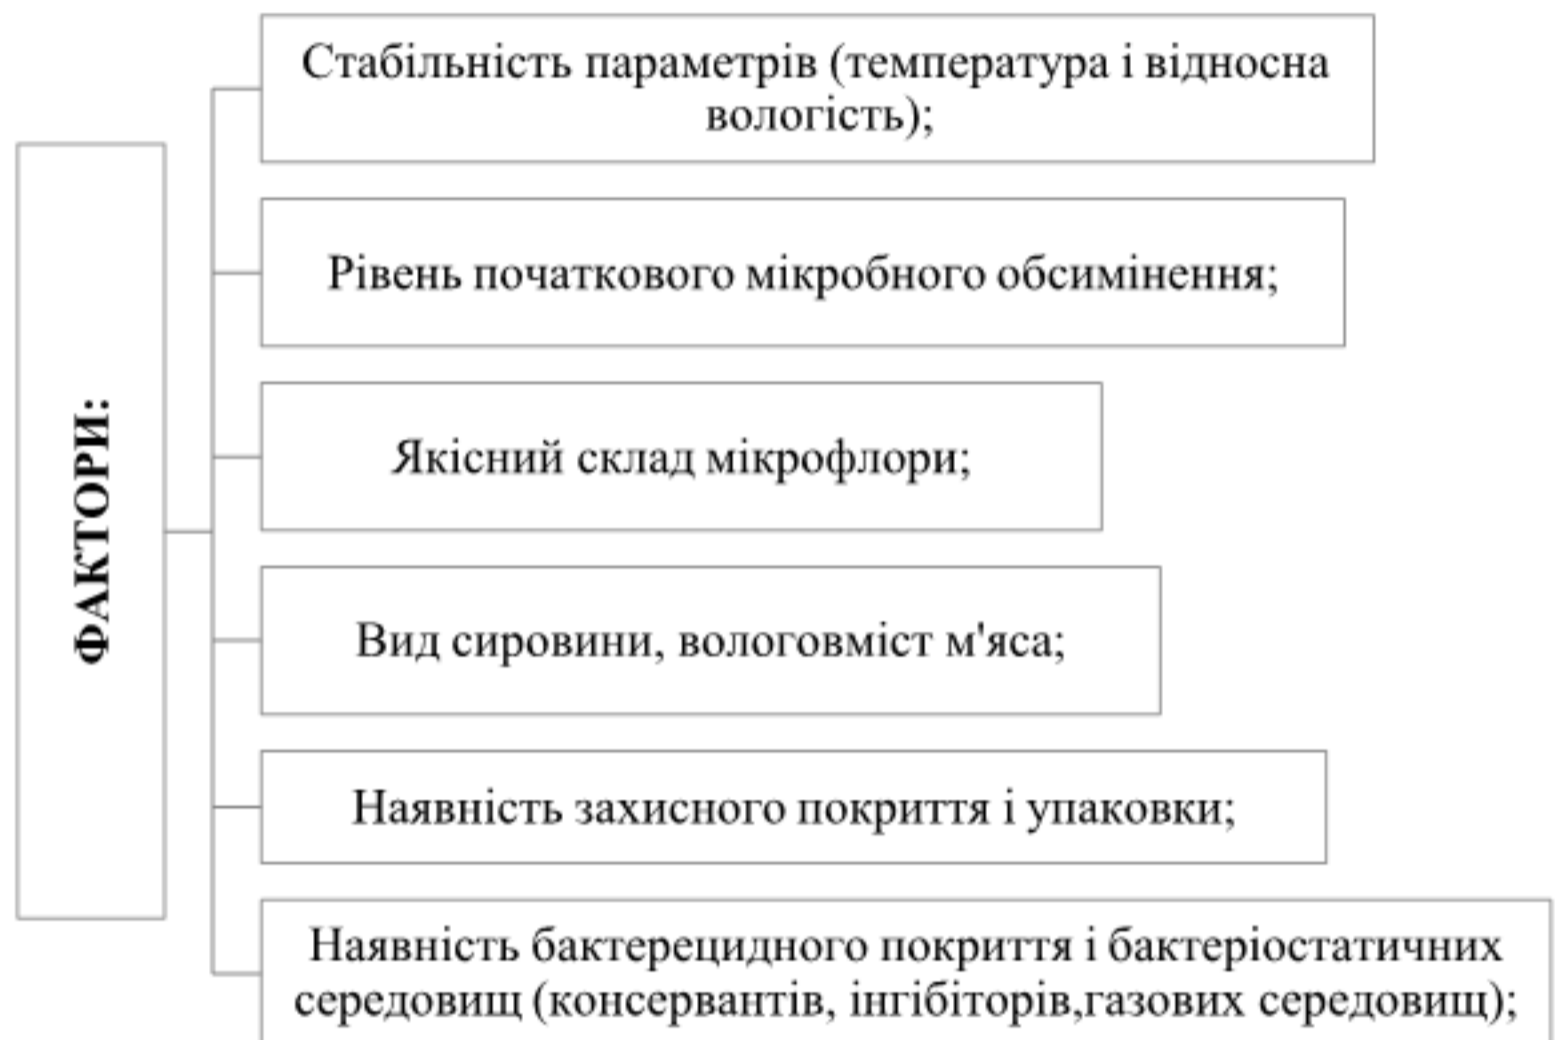 ФАКТОРИ:
Стабільність параметрів (температура і відносна
вологість);
Рівень початкового мікробного обсимінення;
Якісний склад мікрофлори;
Вид сировини, вологовміст м'яса;
Наявність захисного покриття і упаковки;
Наявність бактерецидного покриття і бактеріостатичних
середовищ (консервантів, інгібіторів,газових середовищ);